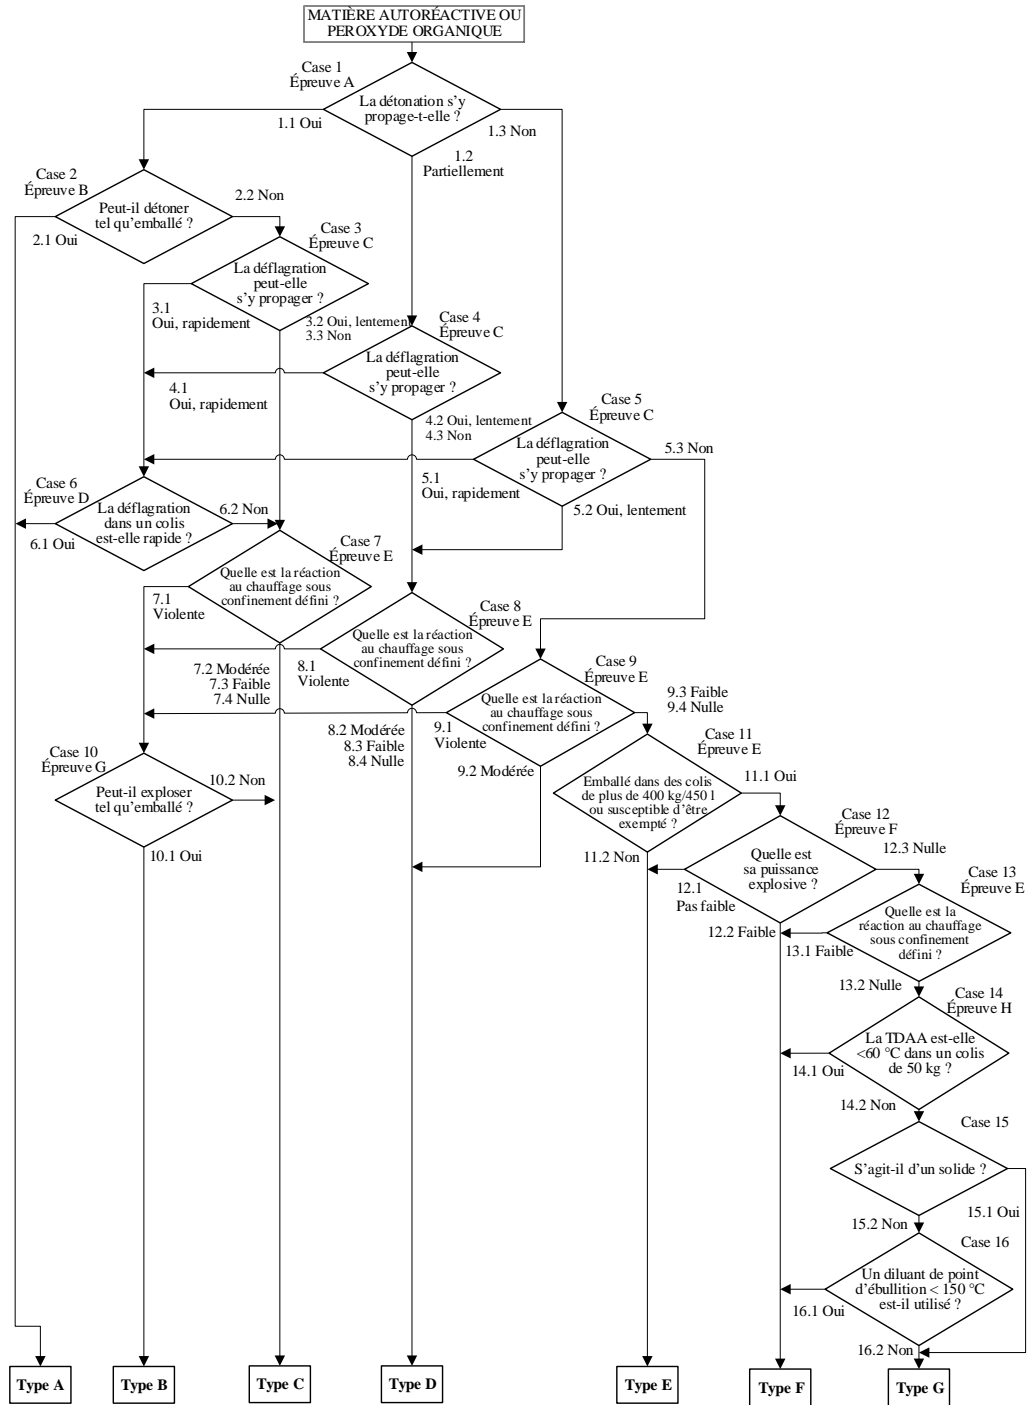 MATIÈRE AUTORÉACTIVE OU
PEROXYDE ORGANIQUE
Case 1
Épreuve A
La détonation s'y
propage-t-elle ?
1.1 Oui
1.3 Non
1.2
Partiellement
Case 2
Épreuve B
Peut-il détoner
tel qu'emballé ?
2.1 Oui
2.2 Non
Case 3
Épreuve C
La déflagration
peut-elle
s'y propager ?
3.1
Oui, rapidement
3.2 Oui, lentement
3.3 Non
Case 4
Épreuve C
La déflagration
peut-elle
s'y propager ?
4.1
Oui, rapidement
4.2 Oui, lentement
4.3 Non
Case 5
Épreuve C
La déflagration
peut-elle
s'y propager ?
5.1
Oui, rapidement
5.3 Non
5.2 Oui, lentement
Case 6
Épreuve D
La déflagration
dans un colis
est-elle rapide ?
6.1 Oui
6.2 Non
Case 7
Épreuve E
Quelle est la réaction
au chauffage sous
confinement défini ?
7.1
Violente
7.2 Modérée
7.3 Faible
7.4 Nulle
Case 8
Épreuve E
Quelle est la réaction
au chauffage sous
confinement défini ?
8.1
Violente
8.2 Modérée
8.3 Faible
8.4 Nulle
Case 9
Épreuve E
Quelle est la réaction
au chauffage sous
confinement défini ?
9.1
Violente
9.2 Modérée
9.3 Faible
9.4 Nulle
Case 10
Épreuve G
Peut-il exploser
tel qu'emballé ?
10.2 Non
10.1 Oui
Case 11
Épreuve E
Emballé dans des colis
de plus de 400 kg/450 l
ou susceptible d'être
exempté ?
11.1 Oui
11.2 Non
Case 12
Épreuve F
Quelle est
sa puissance
explosive ?
12.1
Pas faible
12.2 Faible
12.3 Nulle
Case 13
Épreuve E
Quelle est la
réaction au chauffage
sous confinement
défini ?
13.1 Faible
13.2 Nulle
Case 14
Épreuve H
La TDAA est-elle
<60 °C dans un colis
de 50 kg ?
14.1 Oui
14.2 Non
Case 15
S'agit-il d'un solide ?
15.1 Oui
15.2 Non
Case 16
Un diluant de point
d'ébullition < 150 °C
est-il utilisé ?
16.1 Oui
16.2 Non
Type A
Type B
Type C
Type D
Type E
Type F
Type G